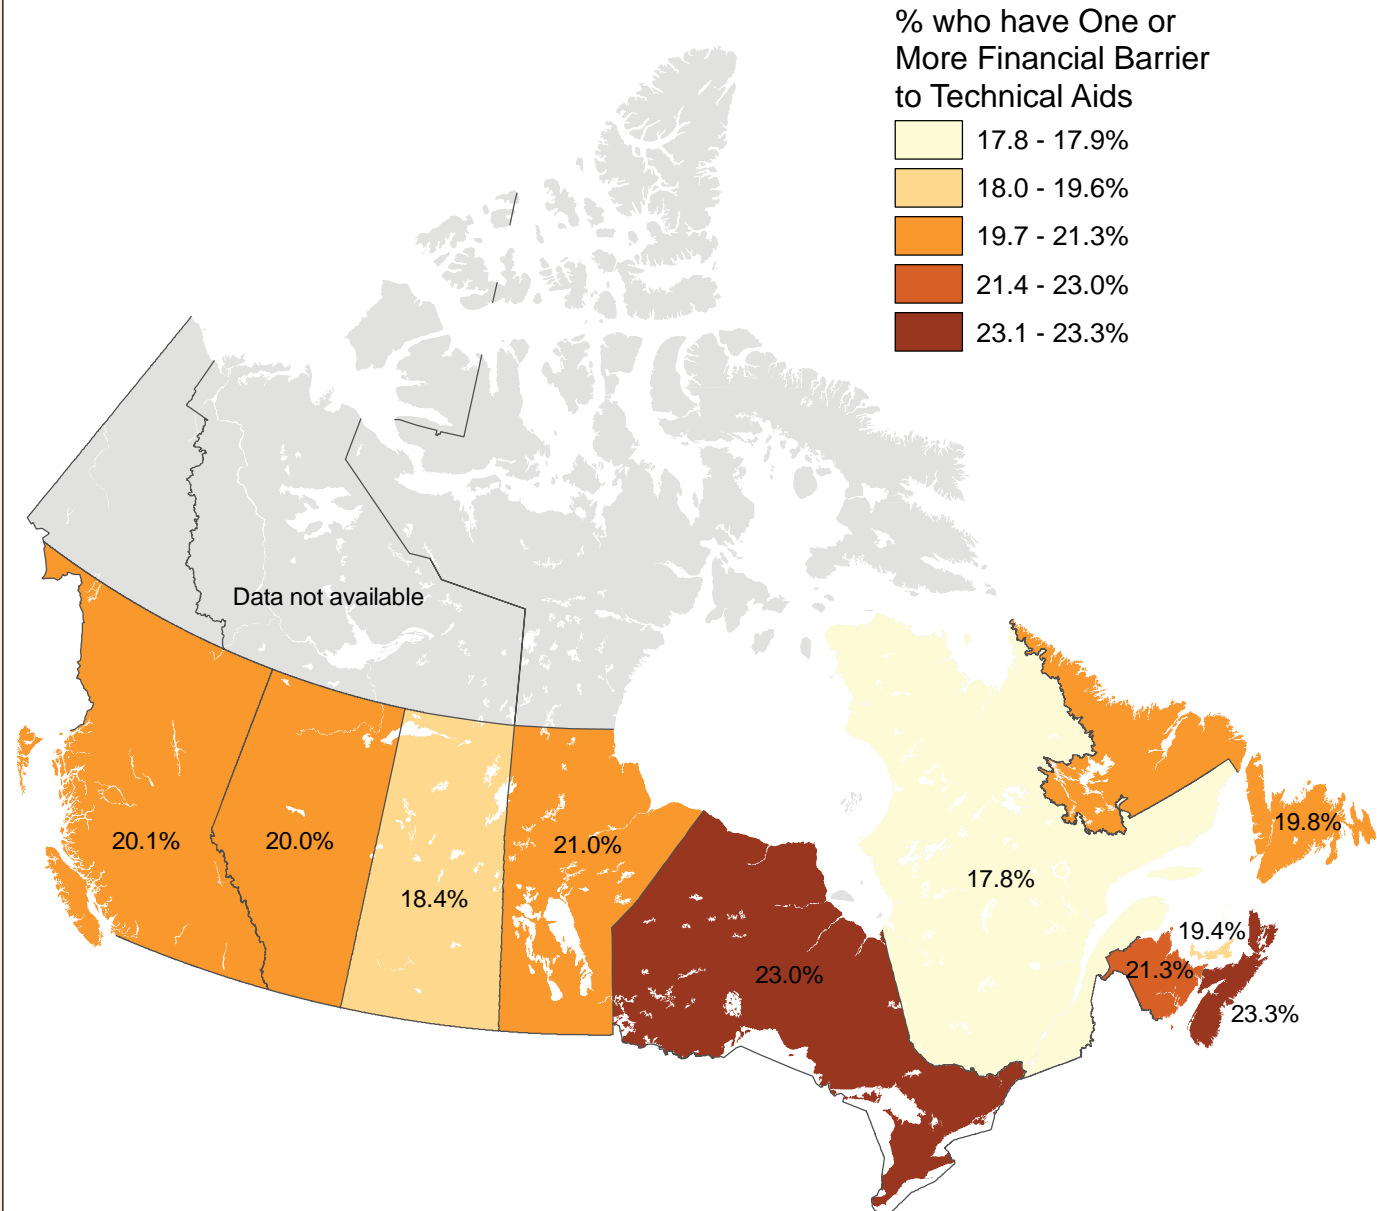 % who have One or
More Financial Barrier
to Technical Aids
17.8 - 17.9%
18.0 - 19.6%
19.7 - 21.3%
21.4 - 23.0%
23.1 - 23.3%
Data not available
20.1%
20.0%
18.4%
21.0%
23.0%
17.8%
19.8%
19.4%
21.3%
23.3%